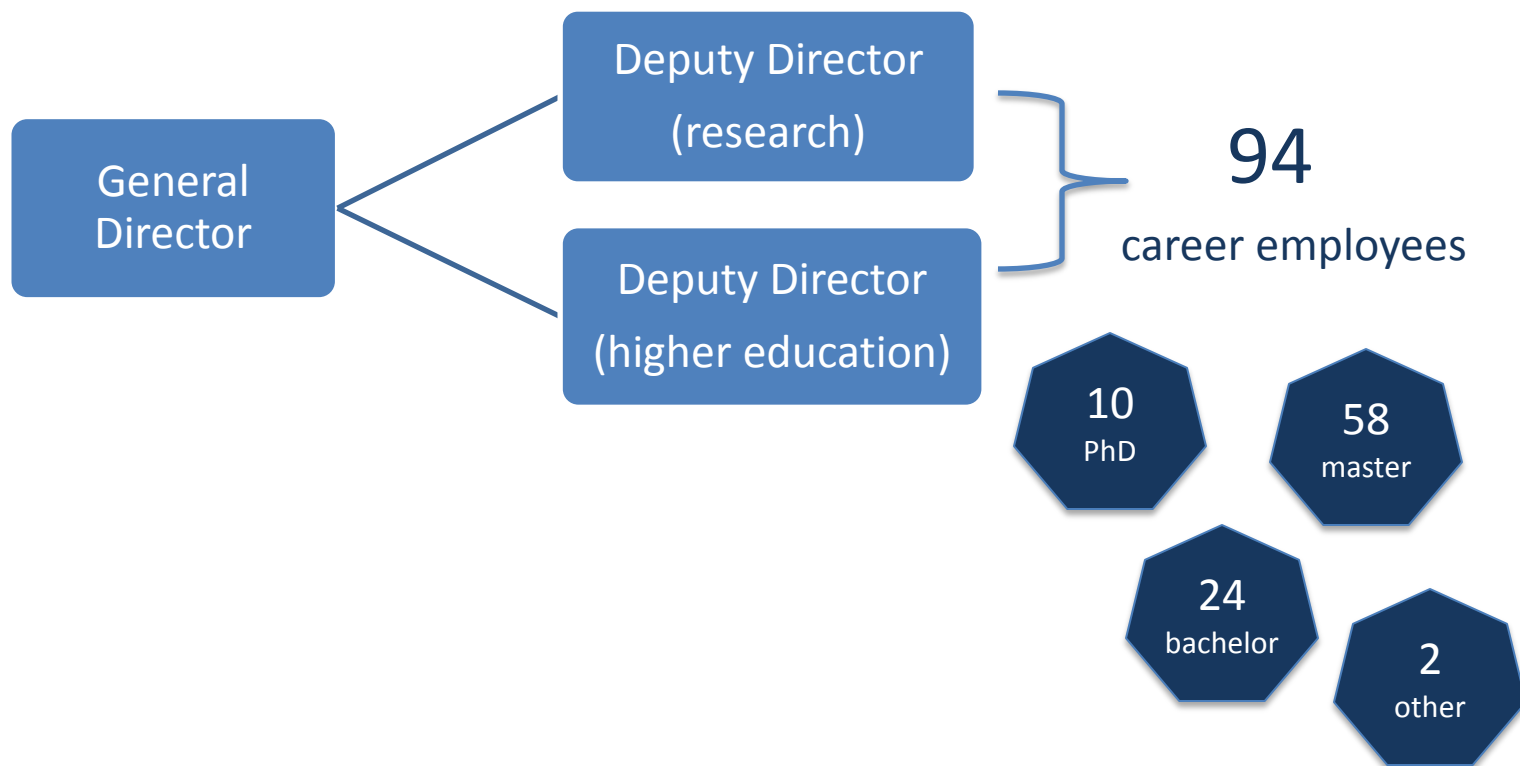 General
Director
Deputy Director
(research)
Deputy Director
(higher education)
94
career employees
10
PhD
58
master
24
bachelor
2
other